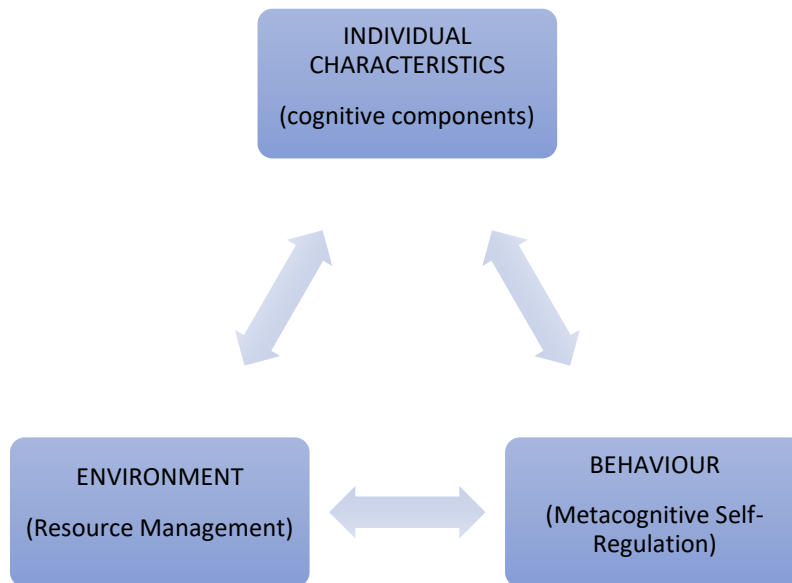 INDIVIDUAL
CHARACTERISTICS
(cognitive components)
ENVIRONMENT
(Resource Management)
BEHAVIOUR
(Metacognitive Self-
Regulation)